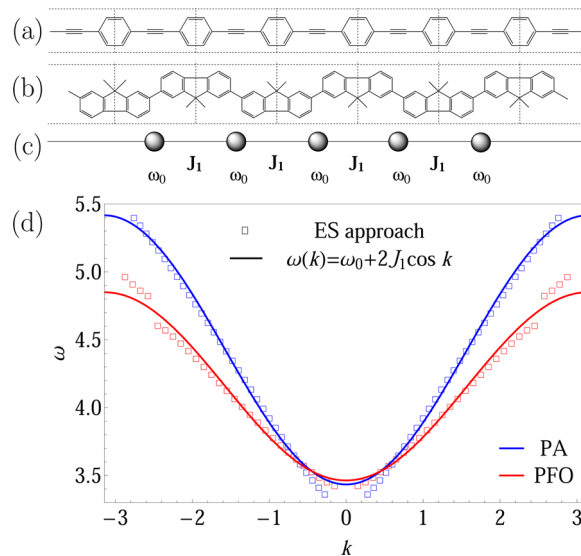 (a)
(b)
(c)
J₁ J₁ J₁ J₁
ω₀ ω₀ ω₀ ω₀ ω₀
(d)
5.5
5.0
4.5
4.0
3.5
ω
ES approach
ω(k)=ω₀+2J₁cos k
PA
PFO
−3 −2 −1 0 1 2 3
k